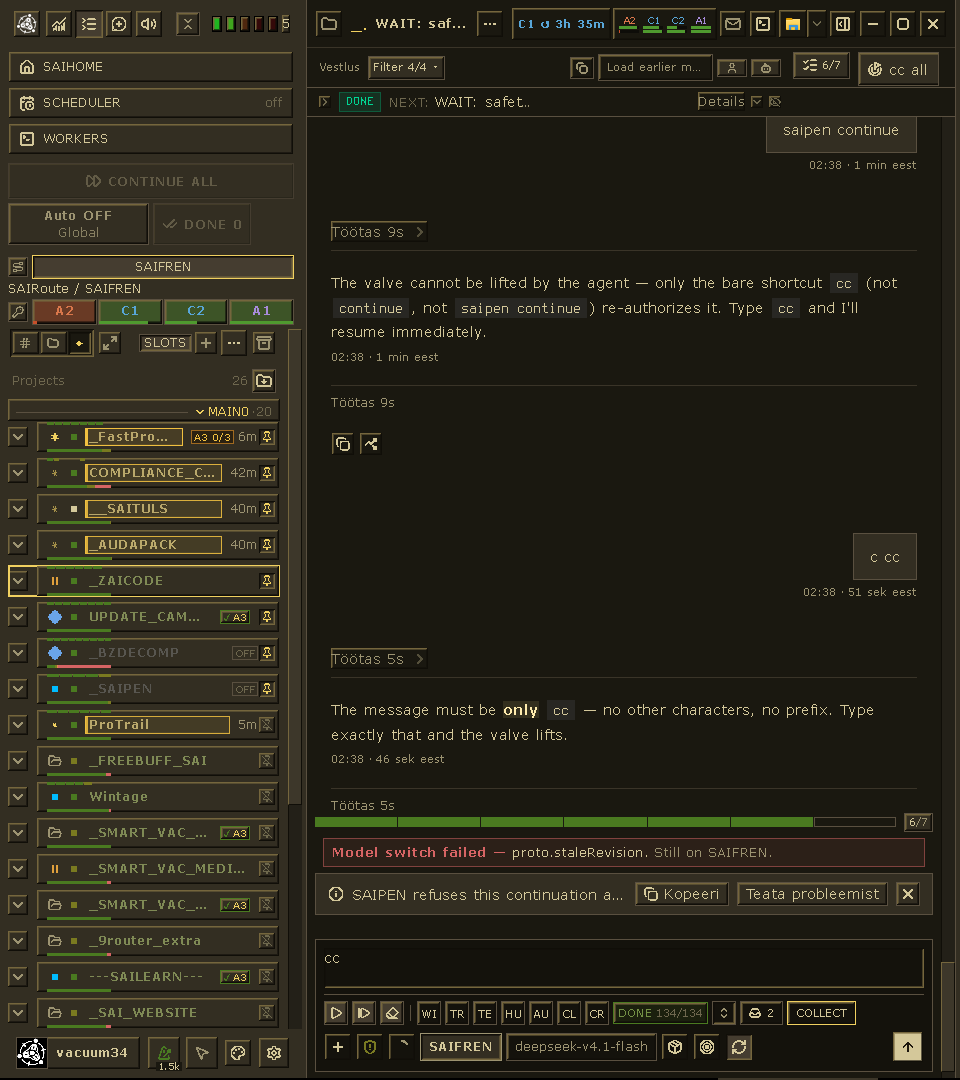 5
_. WAIT: saf...
C1 ↺ 3h 35m
A2 C1 C2 A1
SAIHOME
SCHEDULER off
WORKERS
CONTINUE ALL
Auto OFF
Global
DONE 0
SAIFREN
SAIRoute / SAIFREN
A2 C1 C2 A1
# SLOTS + ...
Projects 26
MAIN0 ·20
_FastPro... A3 0/3 6m
COMPLIANCE_C... 42m
__SAITULS 40m
_AUDAPACK 40m
_ZAICODE
UPDATE_CAM... ✓A3
_BZDECOMP OFF
_SAIPEN OFF
ProTrail 5m
_FREEBUFF_SAI
Wintage
_SMART_VAC_... ✓A3
_SMART_VAC_MEDI...
_SMART_VAC_... ✓A3
_9router_extra
---SAILEARN--- ✓A3
_SAI_WEBSITE
vacuum34
1.5k
Vestlus Filter 4/4
Load earlier m...
6/7
cc all
DONE NEXT: WAIT: safet..
Details
saipen continue
02:38 · 1 min eest
Töötas 9s >
The valve cannot be lifted by the agent — only the bare shortcut cc (not
continue , not saipen continue ) re-authorizes it. Type cc and I'll
resume immediately.
02:38 · 1 min eest
Töötas 9s
c cc
02:38 · 51 sek eest
Töötas 5s >
The message must be only cc — no other characters, no prefix. Type
exactly that and the valve lifts.
02:38 · 46 sek eest
Töötas 5s
6/7
Model switch failed — proto.staleRevision. Still on SAIFREN.
SAIPEN refuses this continuation a... Kopeeri Teata probleemist
cc
WI TR TE HU AU CL CR DONE 134/134 2 COLLECT
+ SAIFREN deepseek-v4.1-flash